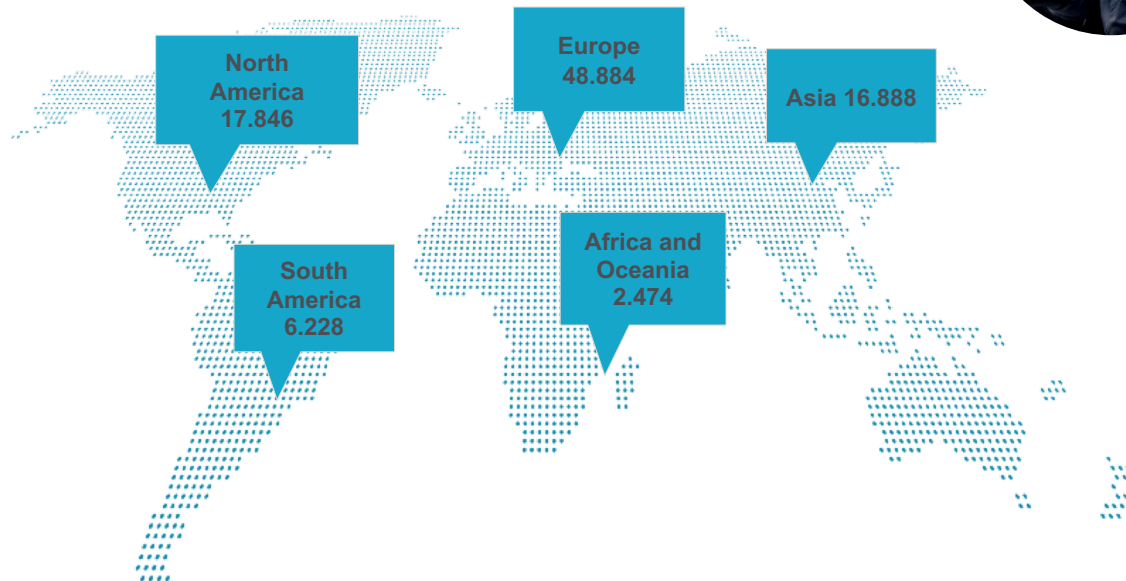 North
America
17.846
Europe
48.884
Asia 16.888
South
America
6.228
Africa and
Oceania
2.474